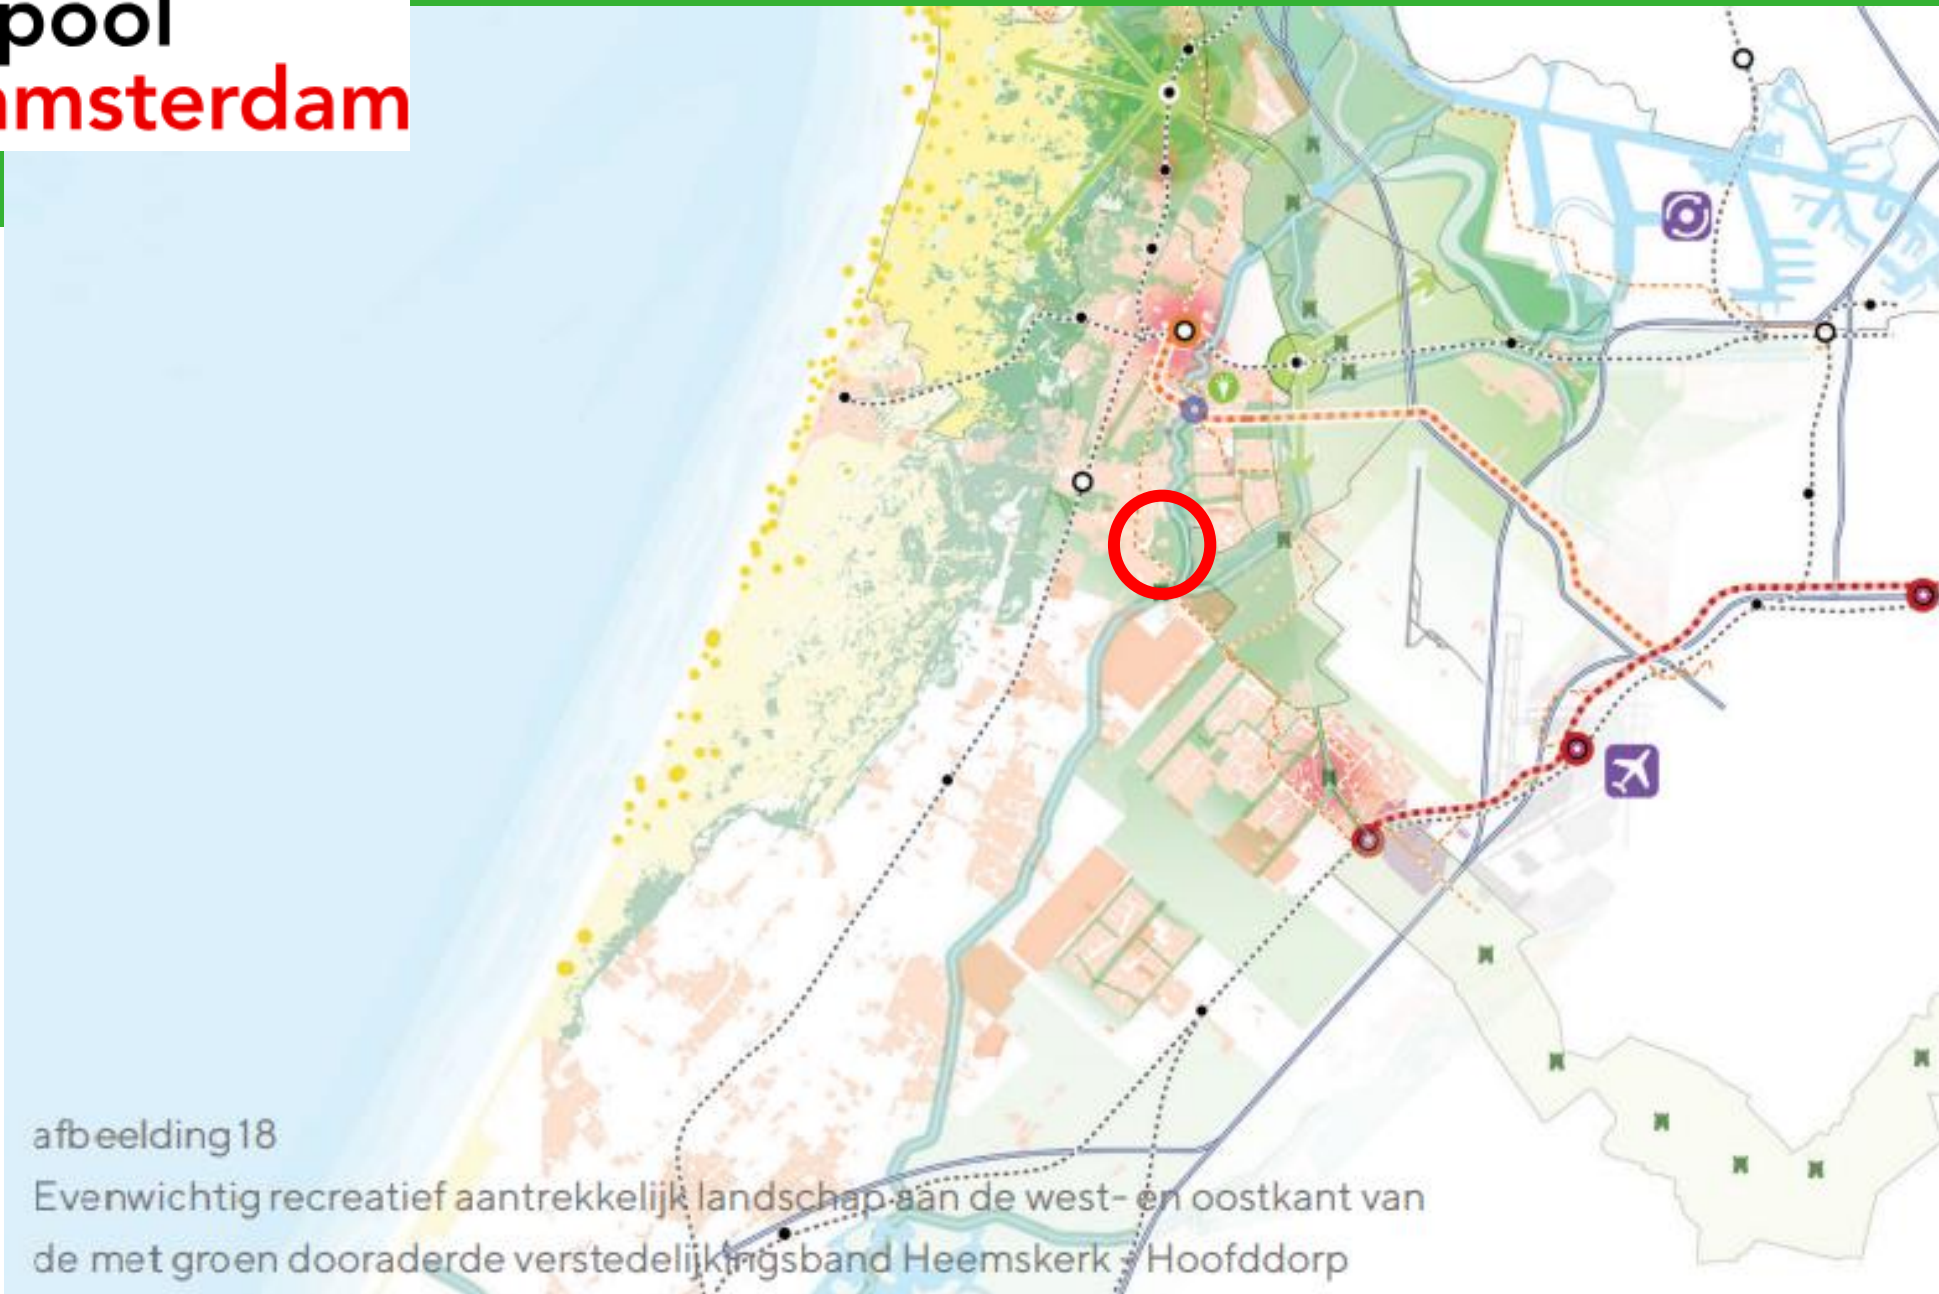 pool
amsterdam
afbeelding 18
Evenwichtig recreatief aantrekkelijk landschap aan de west- en oostkant van
de met groen dooraderde verstedelijkingsband Heemskerk - Hoofddorp